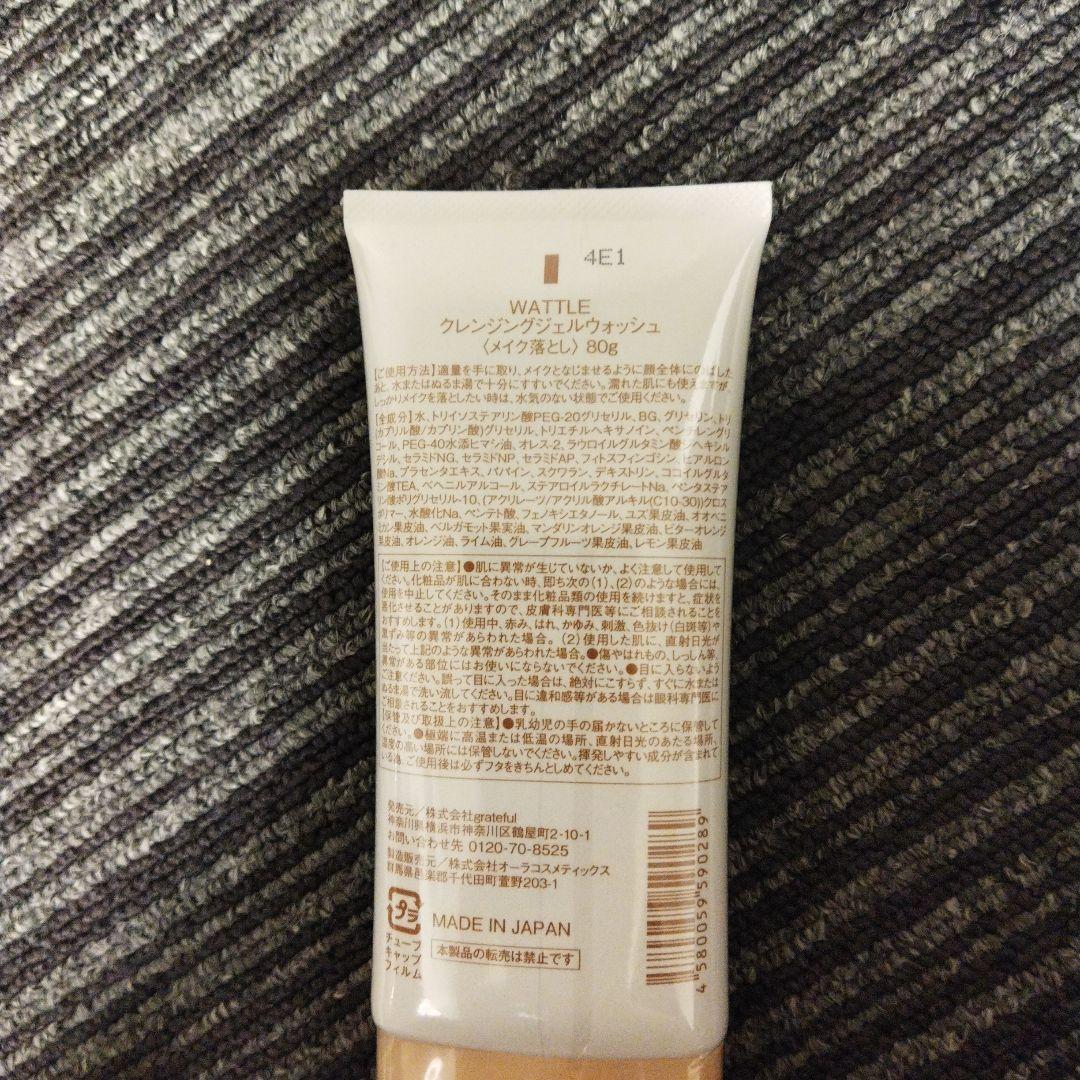 4E1
WATTLE
クレンジングジェルウォッシュ
〈メイク落とし〉 80g
【ご使用方法】適量を手に取り、メイクとなじませるように顔全体にのばした
あと、水またはぬるま湯で十分にすすいでください。濡れた肌にも使えますが、
しっかりメイクを落としたい時は、水気のない状態でご使用ください。
【全成分】水、トリイソステアリン酸PEG-20グリセリル、BG、グリセリン、トリ
(カプリル酸/カプリン酸)グリセリル、トリエチルヘキサノイン、ペンチレングリ
コール、PEG-40水添ヒマシ油、オレス-2、ラウロイルグルタミン酸ジヘキシル
デシル、セラミドNG、セラミドNP、セラミドAP、フィトスフィンゴシン、ヒアルロン
酸Na、プラセンタエキス、パパイン、スクワラン、デキストリン、ココイルグルタ
ミン酸TEA、ベヘニルアルコール、ステアロイルラクチレートNa、ペンタステア
リン酸ポリグリセリル-10、(アクリレーツ/アクリル酸アルキル(C10-30))クロス
ポリマー、水酸化Na、ペンテト酸、フェノキシエタノール、ユズ果皮油、オオベニ
ミカン果皮油、ベルガモット果実油、マンダリンオレンジ果皮油、ビターオレンジ
果皮油、オレンジ油、ライム油、グレープフルーツ果皮油、レモン果皮油
【ご使用上の注意】●肌に異常が生じていないか、よく注意して使用して
ください。化粧品が肌に合わない時、即ち次の(1)、(2)のような場合には、
使用を中止してください。そのまま化粧品類の使用を続けますと、症状を
悪化させることがありますので、皮膚科専門医等にご相談されることを
おすすめします。(1)使用中、赤み、はれ、かゆみ、刺激、色抜け(白斑等)や
黒ずみ等の異常があらわれた場合。(2)使用した肌に、直射日光が
当たって上記のような異常があらわれた場合。●傷やはれもの、しっしん等、
異常がある部位にはお使いにならないでください。●目に入らないよう
ご注意ください。誤って目に入った場合は、絶対にこすらず、すぐに水または
ぬるま湯で洗い流してください。目に違和感等がある場合は眼科専門医に
ご相談されることをおすすめします。
【保管及び取扱上の注意】●乳幼児の手の届かないところに保管して
ください。●極端に高温または低温の場所、直射日光のあたる場所、
湿度の高い場所には保管しないでください。揮発しやすい成分が含まれて
いる為、ご使用後は必ずフタをきちんとしめてください。
発売元／株式会社grateful
神奈川県横浜市神奈川区鶴屋町2-10-1
お問い合わせ先 0120-70-8525
製造販売元／株式会社オーラコスメティックス
群馬県邑楽郡千代田町萱野203-1
プラ
MADE IN JAPAN
チューブ
キャップ
フィルム
本製品の転売は禁止です
4580059590289